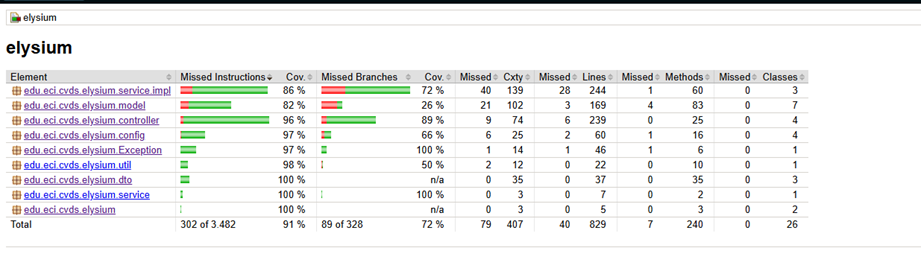 elysium
elysium
Element Missed Instructions Cov. Missed Branches Cov. Missed Cxty Missed Lines Missed Methods Missed Classes
edu.eci.cvds.elysium.service.impl 86 % 72 % 40 139 28 244 1 60 0 3
edu.eci.cvds.elysium.model 82 % 26 % 21 102 3 169 4 83 0 7
edu.eci.cvds.elysium.controller 96 % 89 % 9 74 6 239 0 25 0 4
edu.eci.cvds.elysium.config 97 % 66 % 6 25 2 60 1 16 0 4
edu.eci.cvds.elysium.Exception 97 % 100 % 1 14 1 46 1 6 0 1
edu.eci.cvds.elysium.util 98 % 50 % 2 12 0 22 0 10 0 1
edu.eci.cvds.elysium.dto 100 % n/a 0 35 0 37 0 35 0 3
edu.eci.cvds.elysium.service 100 % 100 % 0 3 0 7 0 2 0 1
edu.eci.cvds.elysium 100 % n/a 0 3 0 5 0 3 0 2
Total 302 of 3.482 91 % 89 of 328 72 % 79 407 40 829 7 240 0 26